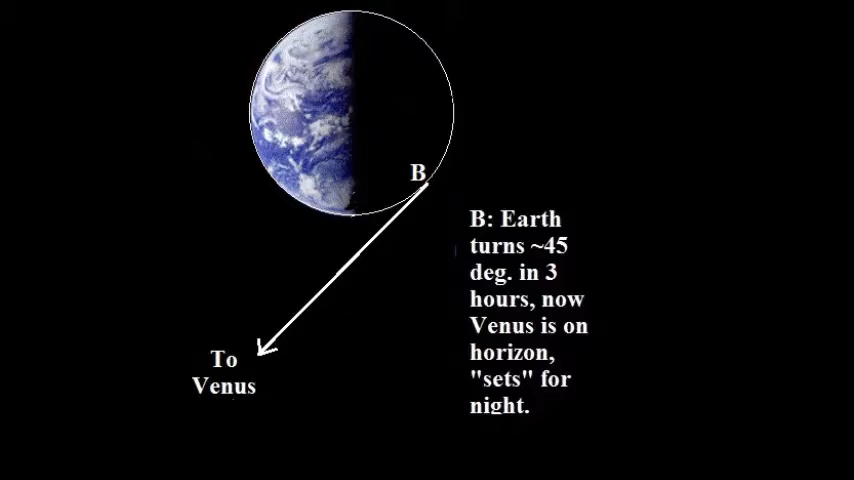 B
B: Earth
turns ~45
deg. in 3
hours, now
Venus is on
horizon,
"sets" for
night.
To
Venus